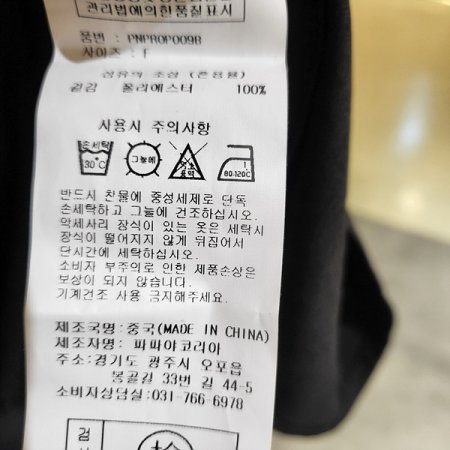 관리법에의한품질표시
품번 : PNPROP009B
사이즈 : F
섬유의 조성 (혼용율)
겉감 폴리에스터 100%
사용시 주의사항
손세탁 30℃ 그늘에 1 80-120℃
반드시 찬물에 중성세제로 단독
손세탁하고 그늘에 건조하십시오.
악세사리 장식이 있는 옷은 세탁시
장식이 떨어지지 않게 뒤집어서
단시간에 세탁하십시오.
소비자 부주의로 인한 제품손상은
보상이 되지 않습니다.
기계건조 사용 금지해주세요.
제조국명:중국(MADE IN CHINA)
제조자명: 파파야코리아
주소:경기도 광주시 오포읍
봉골길 33번 길 44-5
소비자상담실:031-766-6978
검